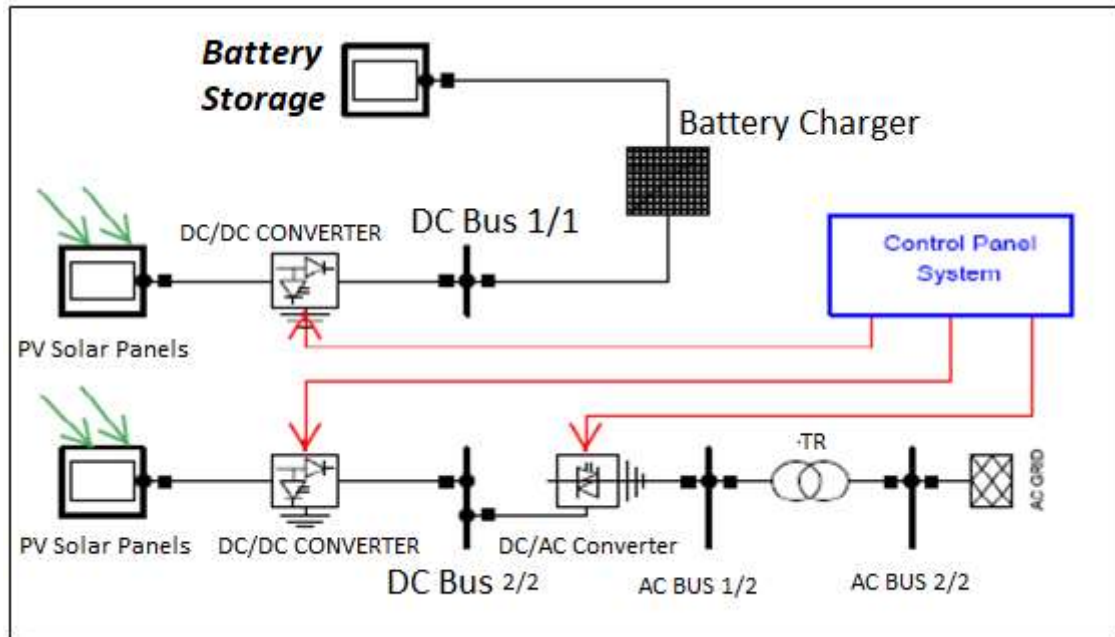 Battery
Storage
Battery Charger
DC/DC CONVERTER
DC Bus 1/1
Control Panel
System
PV Solar Panels
·TR
AC GRID
PV Solar Panels
DC/DC CONVERTER
DC Bus 2/2
DC/AC Converter
AC BUS 1/2
AC BUS 2/2